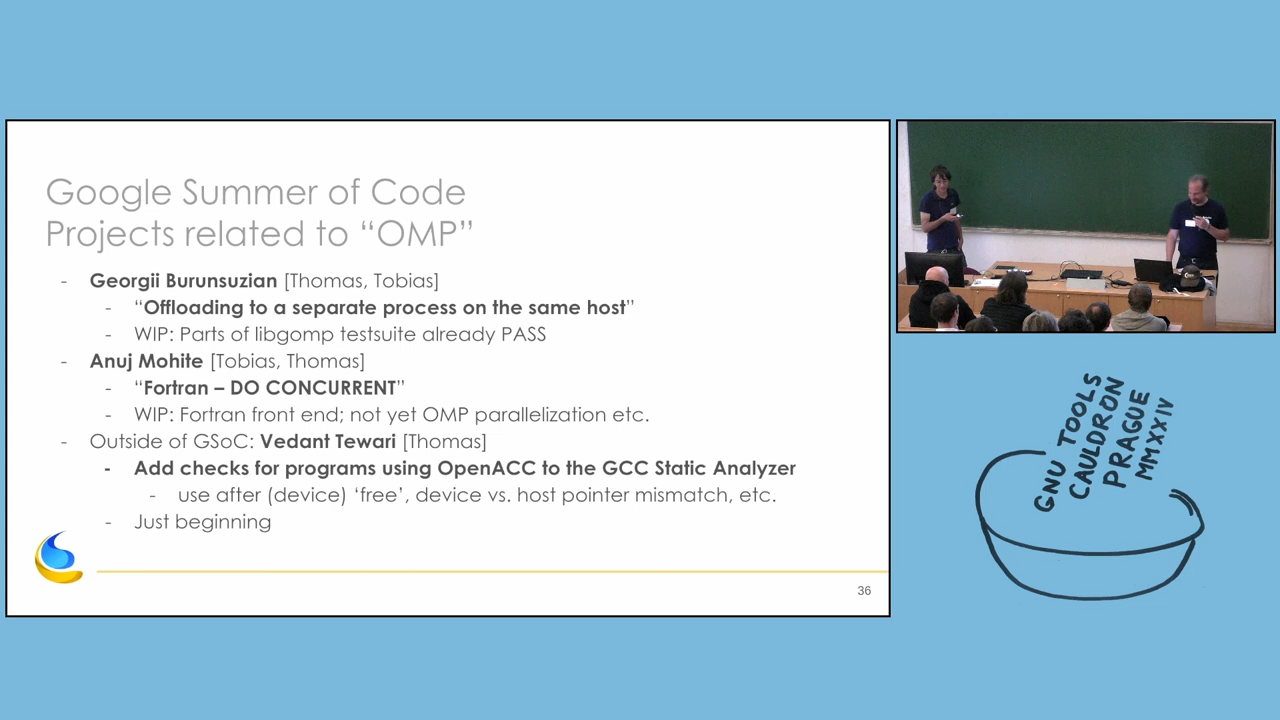 Google Summer of Code
Projects related to “OMP”
- Georgii Burunsuzian [Thomas, Tobias]
- “Offloading to a separate process on the same host”
- WIP: Parts of libgomp testsuite already PASS
- Anuj Mohite [Tobias, Thomas]
- “Fortran – DO CONCURRENT”
- WIP: Fortran front end; not yet OMP parallelization etc.
- Outside of GSoC: Vedant Tewari [Thomas]
- Add checks for programs using OpenACC to the GCC Static Analyzer
- use after (device) ‘free’, device vs. host pointer mismatch, etc.
- Just beginning
36
GNU TOOLS
CAULDRON
PRAGUE
MMXXIV